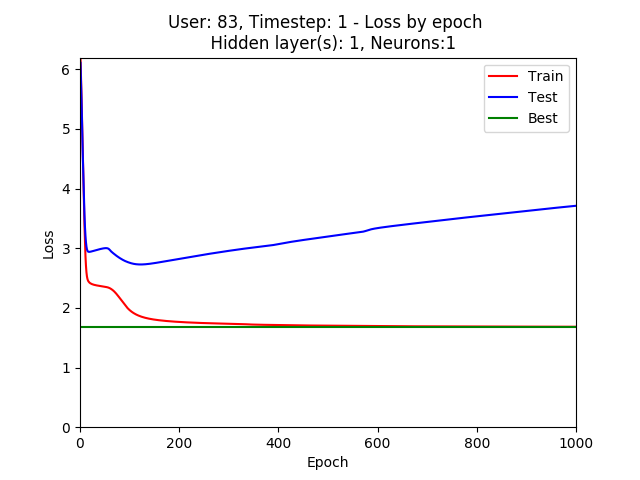 User: 83, Timestep: 1 - Loss by epoch
Hidden layer(s): 1, Neurons:1
Train
Test
Best
6
5
4
3
2
1
0
Loss
0
200
400
600
800
1000
Epoch